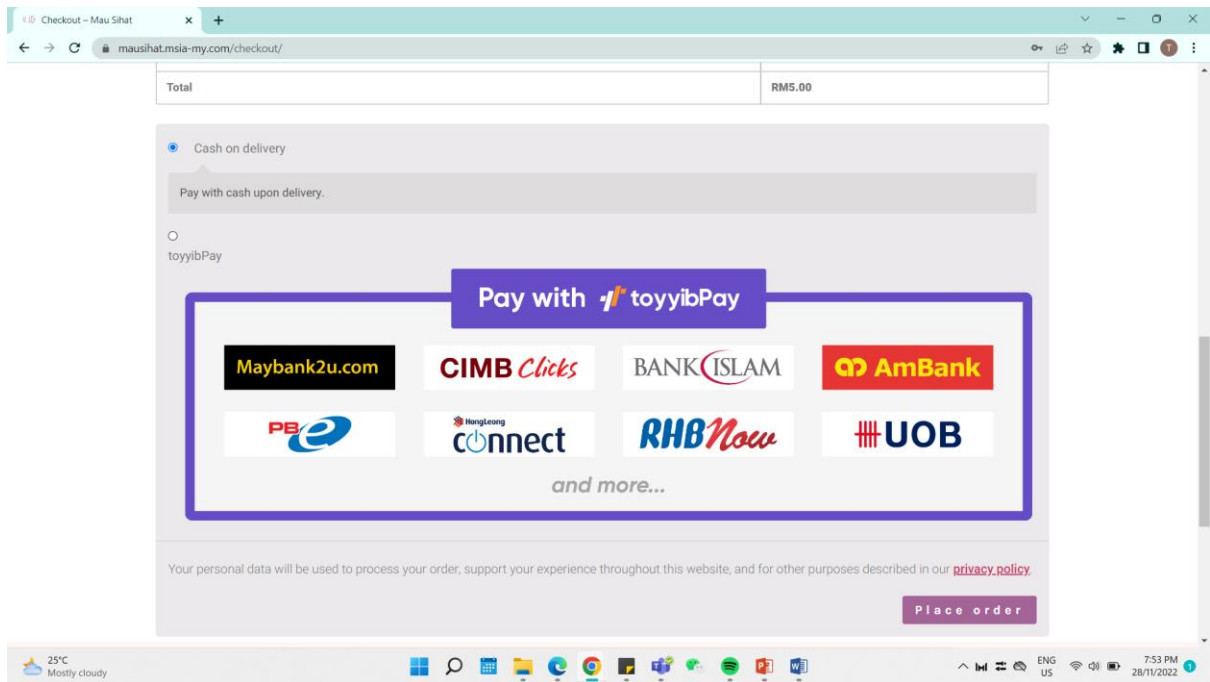 Checkout – Mau Sihat
mausihat.msia-my.com/checkout/
T
Total RM5.00
Cash on delivery
Pay with cash upon delivery.
toyyibPay
Pay with toyyibPay
Maybank2u.com CIMB Clicks BANK ISLAM AmBank
PBe HongLeong Connect RHB Now UOB
and more...
Your personal data will be used to process your order, support your experience throughout this website, and for other purposes described in our privacy policy.
Place order
25°C
Mostly cloudy
ENG
US
7:53 PM
28/11/2022
1